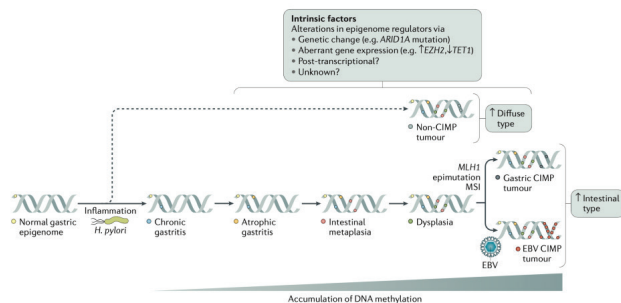 Intrinsic factors
Alterations in epigenome regulators via
• Genetic change (e.g. ARID1A mutation)
• Aberrant gene expression (e.g. ↑EZH2,↓TET1)
• Post-transcriptional?
• Unknown?
Non-CIMP
tumour
↑ Diffuse
type
MLH1
epimutation
MSI
Gastric CIMP
tumour
↑ Intestinal
type
Normal gastric
epigenome
Inflammation
H. pylori
Chronic
gastritis
Atrophic
gastritis
Intestinal
metaplasia
Dysplasia
EBV
EBV CIMP
tumour
Accumulation of DNA methylation